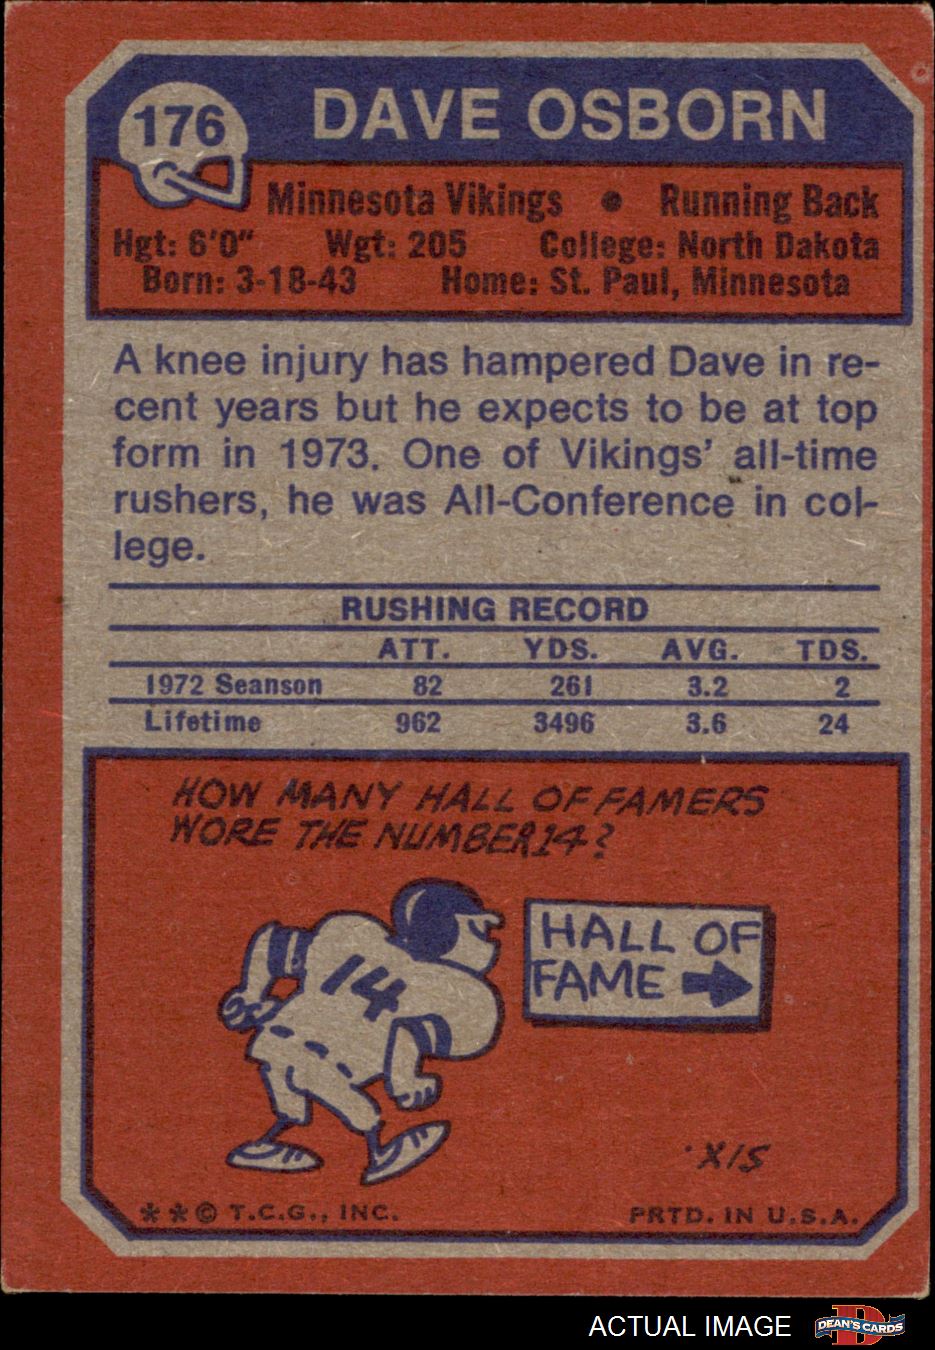 176
DAVE OSBORN
Minnesota Vikings • Running Back
Hgt: 6'0" Wgt: 205 College: North Dakota
Born: 3-18-43 Home: St. Paul, Minnesota
A knee injury has hampered Dave in re-
cent years but he expects to be at top
form in 1973. One of Vikings' all-time
rushers, he was All-Conference in col-
lege.
RUSHING RECORD
ATT. YDS. AVG. TDS.
1972 Seanson 82 261 3.2 2
Lifetime 962 3496 3.6 24
HOW MANY HALL OF FAMERS
WORE THE NUMBER 14?
14
HALL OF
FAME
XIS
**© T.C.G., INC. PRTD. IN U.S.A.
ACTUAL IMAGE
DEAN'S CARDS